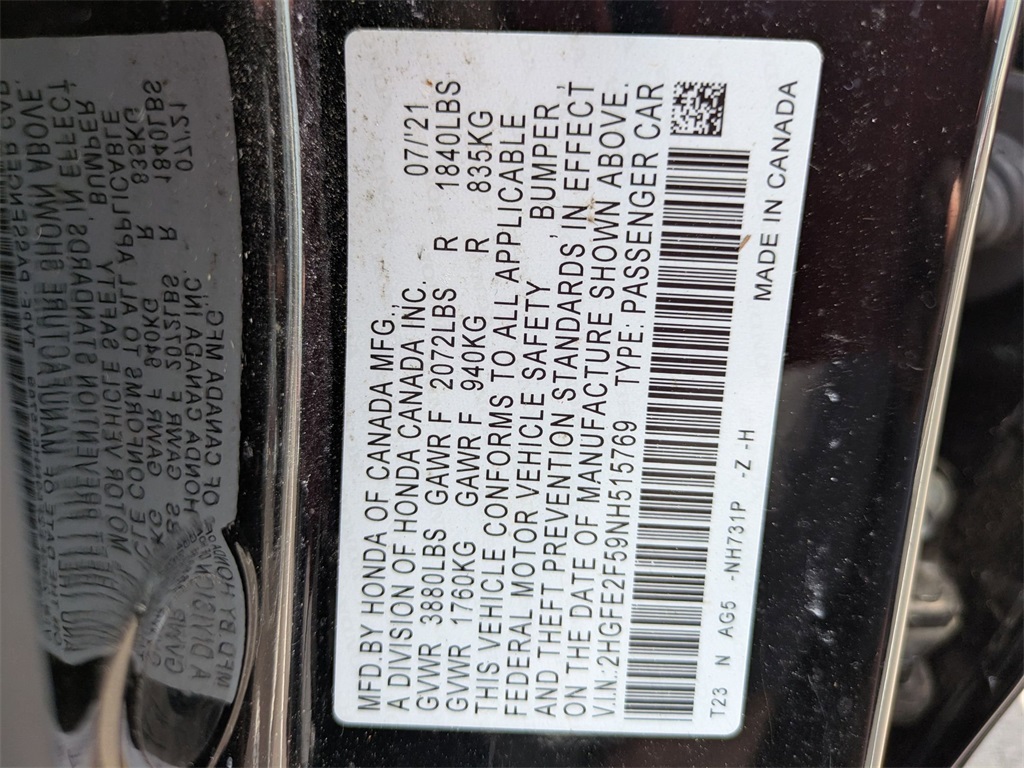 MFD.BY HONDA OF CANADA MFG., 07/'21
A DIVISION OF HONDA CANADA INC.
GVWR 3880LBS GAWR F 2072LBS R 1840LBS
GVWR 1760KG GAWR F 940KG R 835KG
THIS VEHICLE CONFORMS TO ALL APPLICABLE
FEDERAL MOTOR VEHICLE SAFETY, BUMPER,
AND THEFT PREVENTION STANDARDS, IN EFFECT
ON THE DATE OF MANUFACTURE SHOWN ABOVE.
V.I.N.:2HGFE2F59NH515769 TYPE: PASSENGER CAR
T23 N AG5 -NH731P -Z -H
MADE IN CANADA